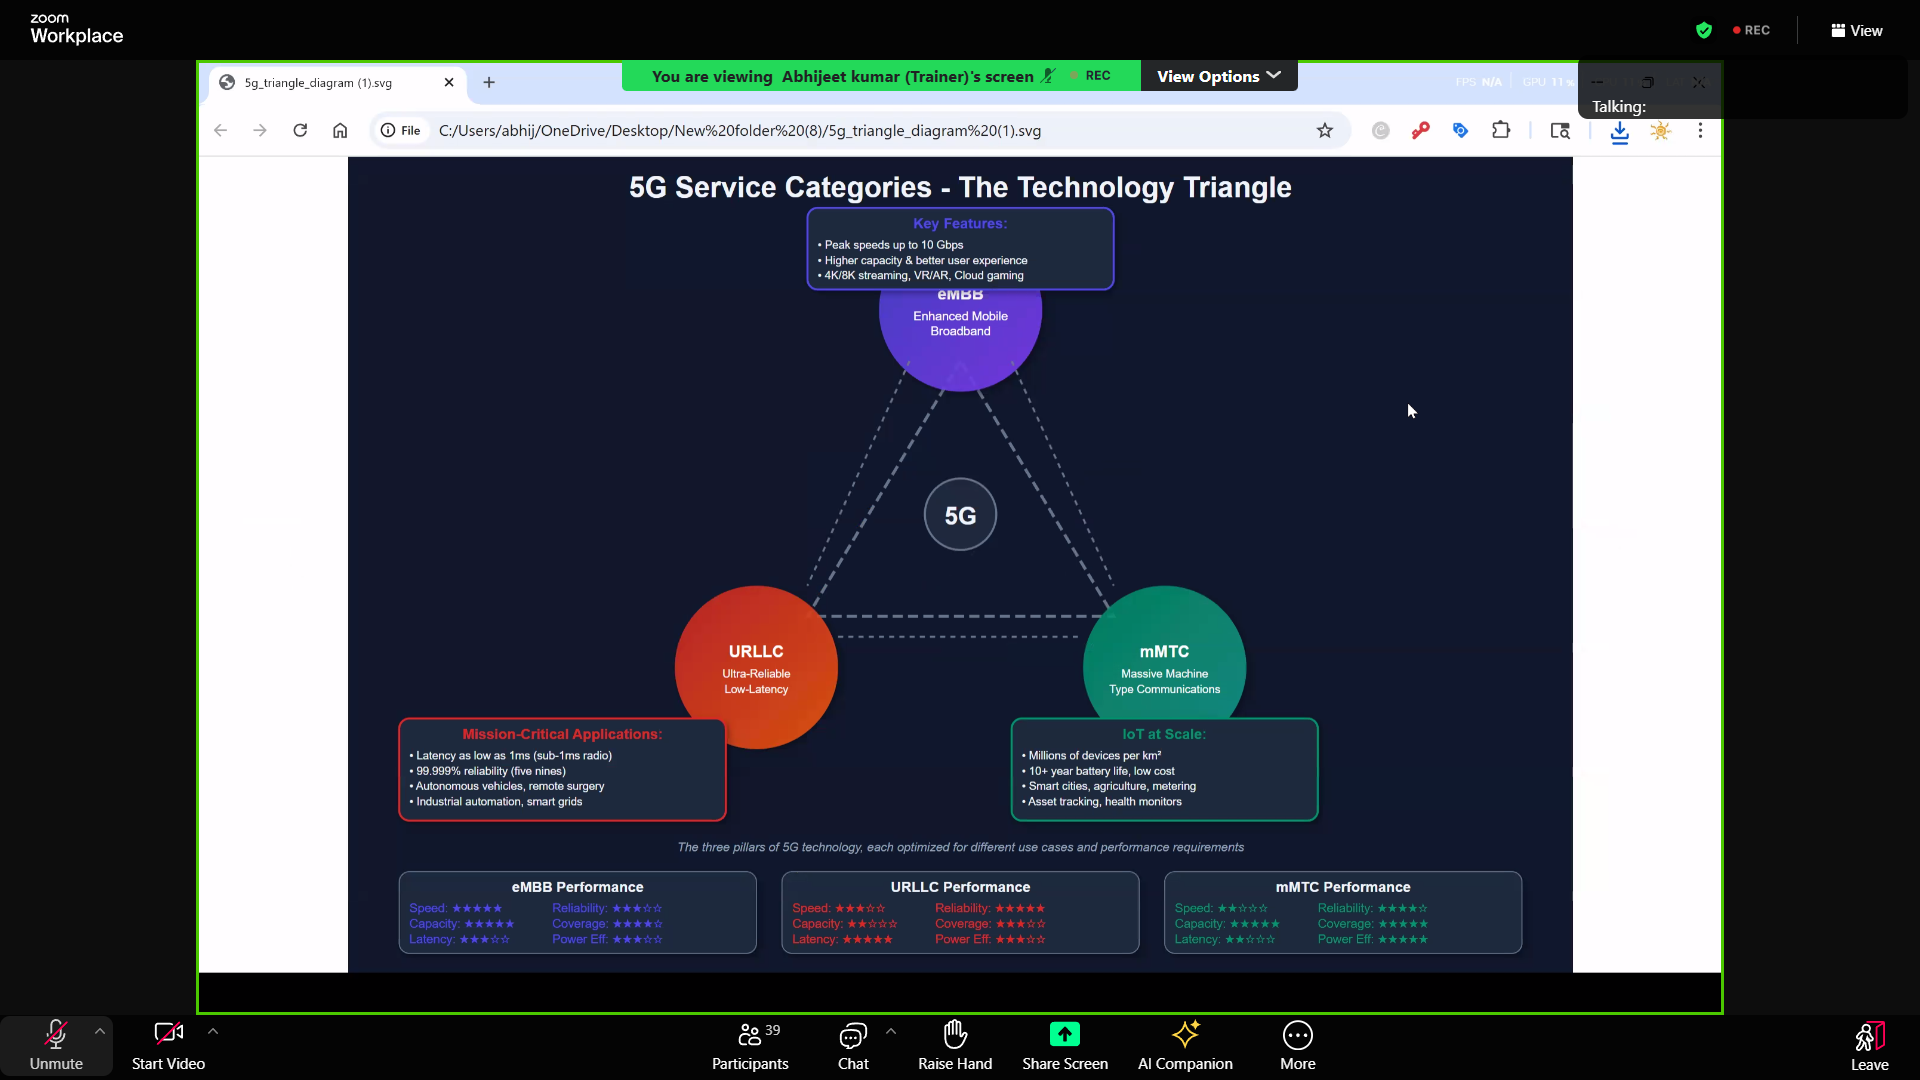 zoom
Workplace
REC
View
5g_triangle_diagram (1).svg
You are viewing Abhijeet kumar (Trainer)'s screen
REC
View Options
FPS N/A
GPU 11 %
Talking:
File
C:/Users/abhij/OneDrive/Desktop/New%20folder%20(8)/5g_triangle_diagram%20(1).svg
5G Service Categories - The Technology Triangle
Key Features:
• Peak speeds up to 10 Gbps
• Higher capacity & better user experience
• 4K/8K streaming, VR/AR, Cloud gaming
eMBB
Enhanced Mobile
Broadband
5G
URLLC
Ultra-Reliable
Low-Latency
mMTC
Massive Machine
Type Communications
Mission-Critical Applications:
• Latency as low as 1ms (sub-1ms radio)
• 99.999% reliability (five nines)
• Autonomous vehicles, remote surgery
• Industrial automation, smart grids
IoT at Scale:
• Millions of devices per km²
• 10+ year battery life, low cost
• Smart cities, agriculture, metering
• Asset tracking, health monitors
The three pillars of 5G technology, each optimized for different use cases and performance requirements
eMBB Performance
Speed: ★★★★★ Reliability: ★★★☆☆
Capacity: ★★★★★ Coverage: ★★★★☆
Latency: ★★★☆☆ Power Eff: ★★★☆☆
URLLC Performance
Speed: ★★★☆☆ Reliability: ★★★★★
Capacity: ★★☆☆☆ Coverage: ★★★☆☆
Latency: ★★★★★ Power Eff: ★★★☆☆
mMTC Performance
Speed: ★★☆☆☆ Reliability: ★★★★☆
Capacity: ★★★★★ Coverage: ★★★★★
Latency: ★★☆☆☆ Power Eff: ★★★★★
Unmute
Start Video
39
Participants
Chat
Raise Hand
Share Screen
AI Companion
More
Leave